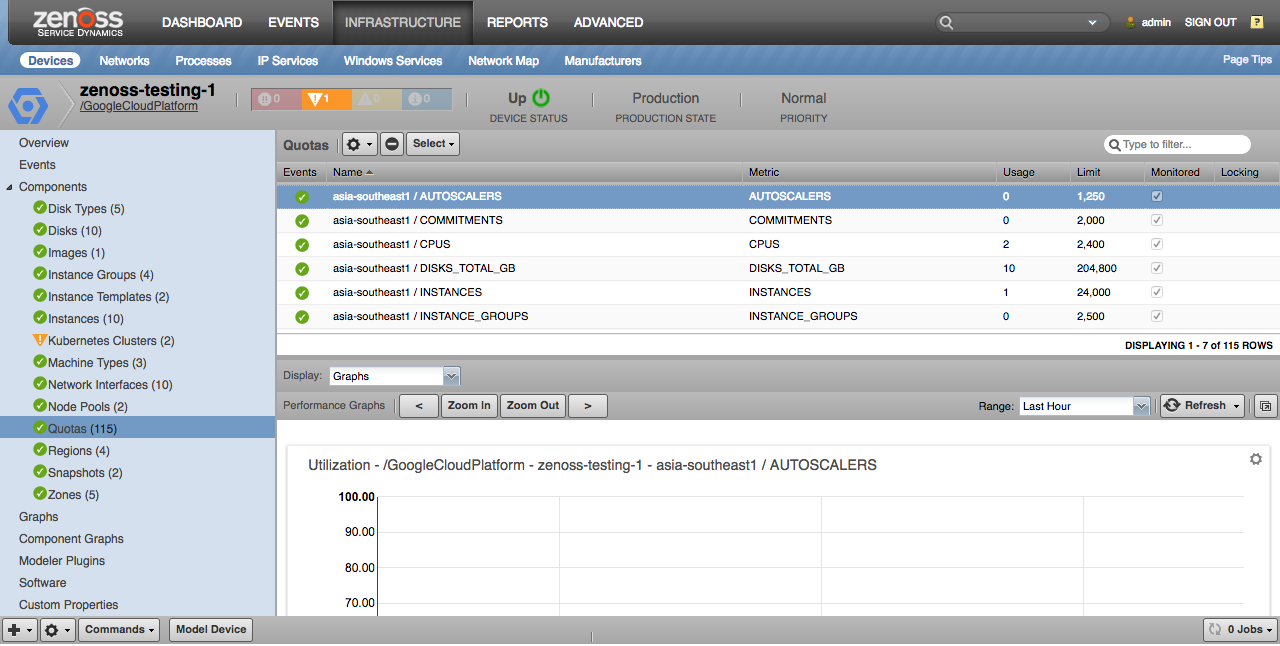 zenoss
SERVICE DYNAMICS
DASHBOARD EVENTS INFRASTRUCTURE REPORTS ADVANCED
admin SIGN OUT ?
Devices Networks Processes IP Services Windows Services Network Map Manufacturers Page Tips
zenoss-testing-1
/GoogleCloudPlatform
0 1 0 0
Up
DEVICE STATUS
Production
PRODUCTION STATE
Normal
PRIORITY
Overview
Events
Components
Disk Types (5)
Disks (10)
Images (1)
Instance Groups (4)
Instance Templates (2)
Instances (10)
Kubernetes Clusters (2)
Machine Types (3)
Network Interfaces (10)
Node Pools (2)
Quotas (115)
Regions (4)
Snapshots (2)
Zones (5)
Graphs
Component Graphs
Modeler Plugins
Software
Custom Properties
Quotas Select Type to filter...
Events Name Metric Usage Limit Monitored Locking
asia-southeast1 / AUTOSCALERS AUTOSCALERS 0 1,250
asia-southeast1 / COMMITMENTS COMMITMENTS 0 2,000
asia-southeast1 / CPUS CPUS 2 2,400
asia-southeast1 / DISKS_TOTAL_GB DISKS_TOTAL_GB 10 204,800
asia-southeast1 / INSTANCES INSTANCES 1 24,000
asia-southeast1 / INSTANCE_GROUPS INSTANCE_GROUPS 0 2,500
DISPLAYING 1 - 7 of 115 ROWS
Display: Graphs
Performance Graphs < Zoom In Zoom Out > Range: Last Hour Refresh
Utilization - /GoogleCloudPlatform - zenoss-testing-1 - asia-southeast1 / AUTOSCALERS
100.00
90.00
80.00
70.00
Commands Model Device 0 Jobs